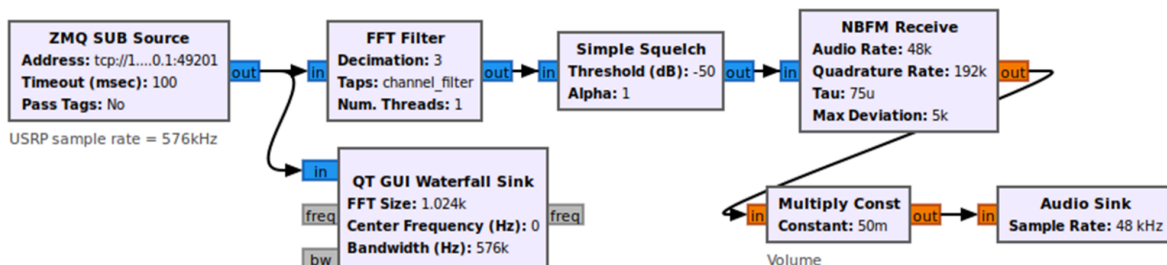 ZMQ SUB Source
Address: tcp://1....0.1:49201
Timeout (msec): 100
Pass Tags: No
out
USRP sample rate = 576kHz
in
FFT Filter
Decimation: 3
Taps: channel_filter
Num. Threads: 1
out
in
Simple Squelch
Threshold (dB): -50
Alpha: 1
out
in
NBFM Receive
Audio Rate: 48k
Quadrature Rate: 192k
Tau: 75u
Max Deviation: 5k
out
in
freq
bw
QT GUI Waterfall Sink
FFT Size: 1.024k
Center Frequency (Hz): 0
Bandwidth (Hz): 576k
freq
in
Multiply Const
Constant: 50m
out
Volume
in
Audio Sink
Sample Rate: 48 kHz